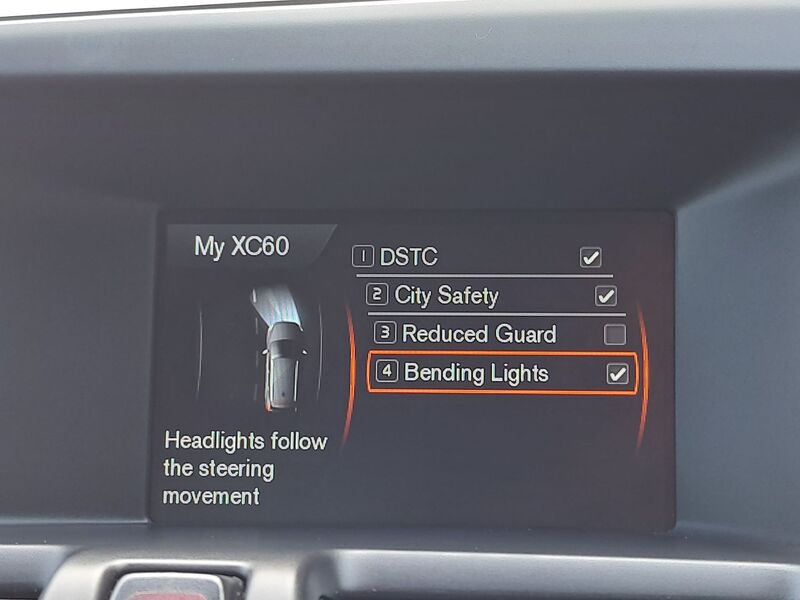 My XC60
1 DSTC
2 City Safety
3 Reduced Guard
4 Bending Lights
Headlights follow
the steering
movement